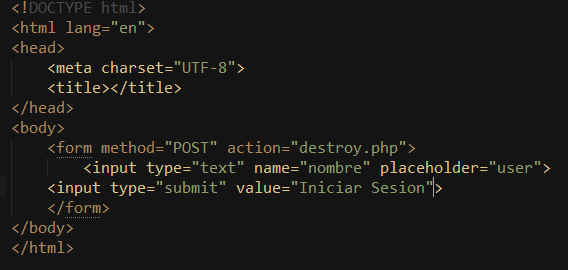 <!DOCTYPE html>
<html lang="en">
<head>
<meta charset="UTF-8">
<title></title>
</head>
<body>
<form method="POST" action="destroy.php">
<input type="text" name="nombre" placeholder="user">
<input type="submit" value="Iniciar Sesion">
</form>
</body>
</html>